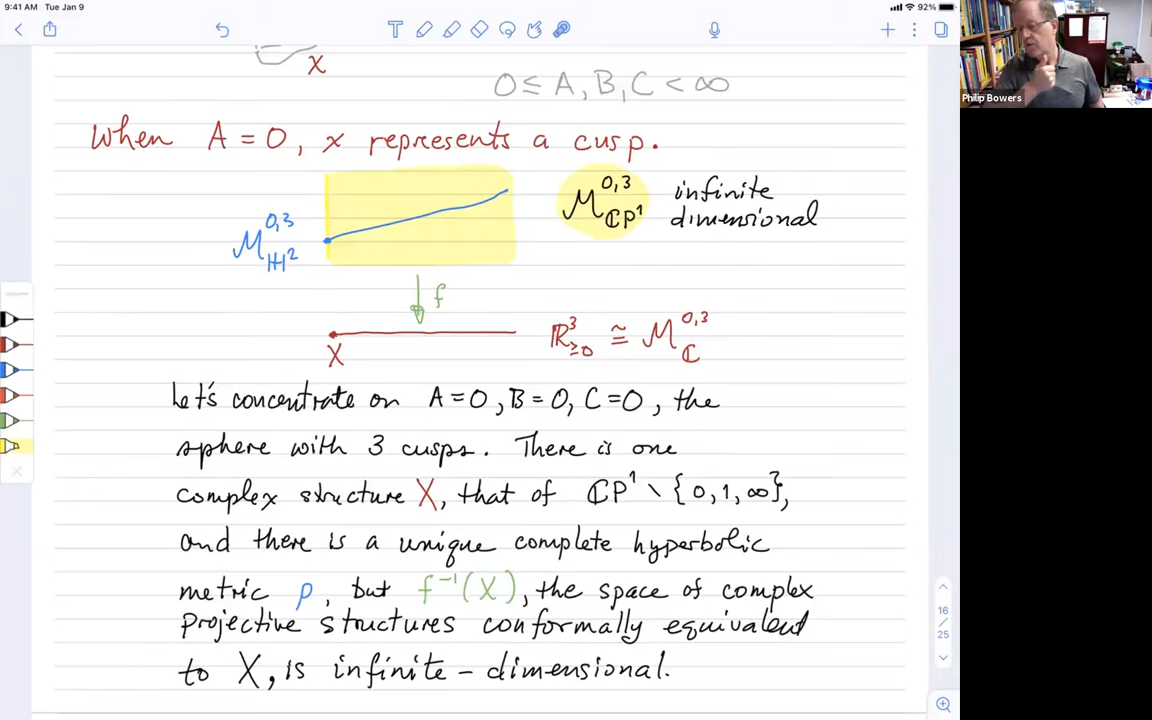 9:41 AM Tue Jan 9
92%
Philip Bowers
x
0 ≤ A, B, C < ∞
When A = 0, x represents a cusp.
M^{0,3}_{ℂP^1} infinite dimensional
M^{0,3}_{ℍ^2}
f
X
ℝ^3_{≥0} ≅ M^{0,3}_ℂ
Let's concentrate on A = 0, B = 0, C = 0, the
sphere with 3 cusps. There is one
complex structure X, that of ℂP^1 \ {0, 1, ∞},
and there is a unique complete hyperbolic
metric ρ, but f^{-1}(X), the space of complex
projective structures conformally equivalent
to X, is infinite-dimensional.
16
/
25